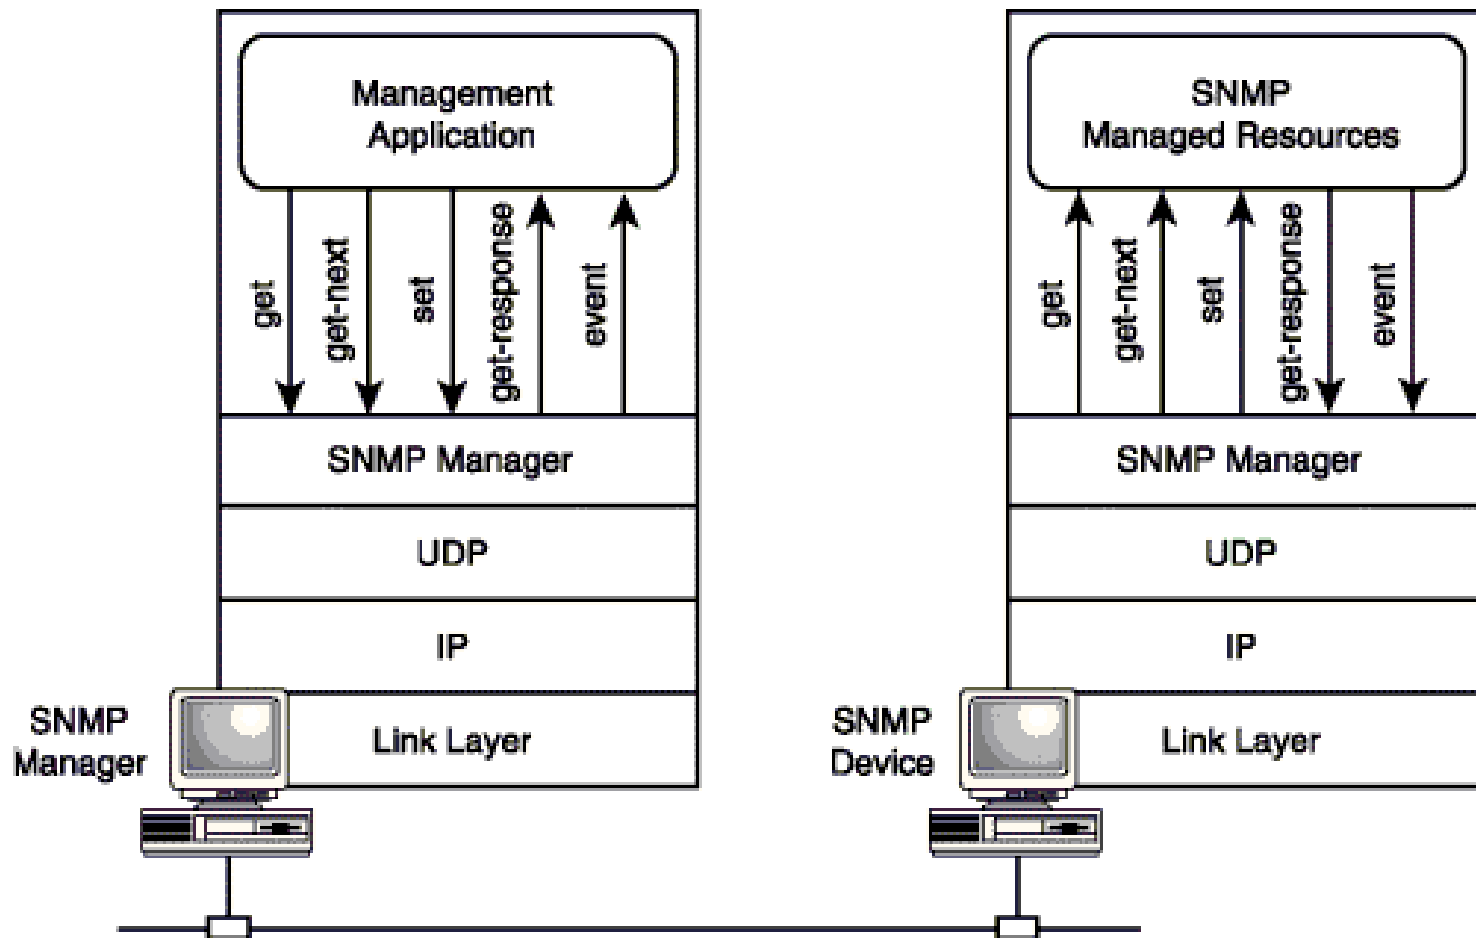 Management
Application
get
get-next
set
get-response
event
SNMP Manager
UDP
IP
Link Layer
SNMP
Manager
SNMP
Managed Resources
get
get-next
set
get-response
event
SNMP Manager
UDP
IP
Link Layer
SNMP
Device